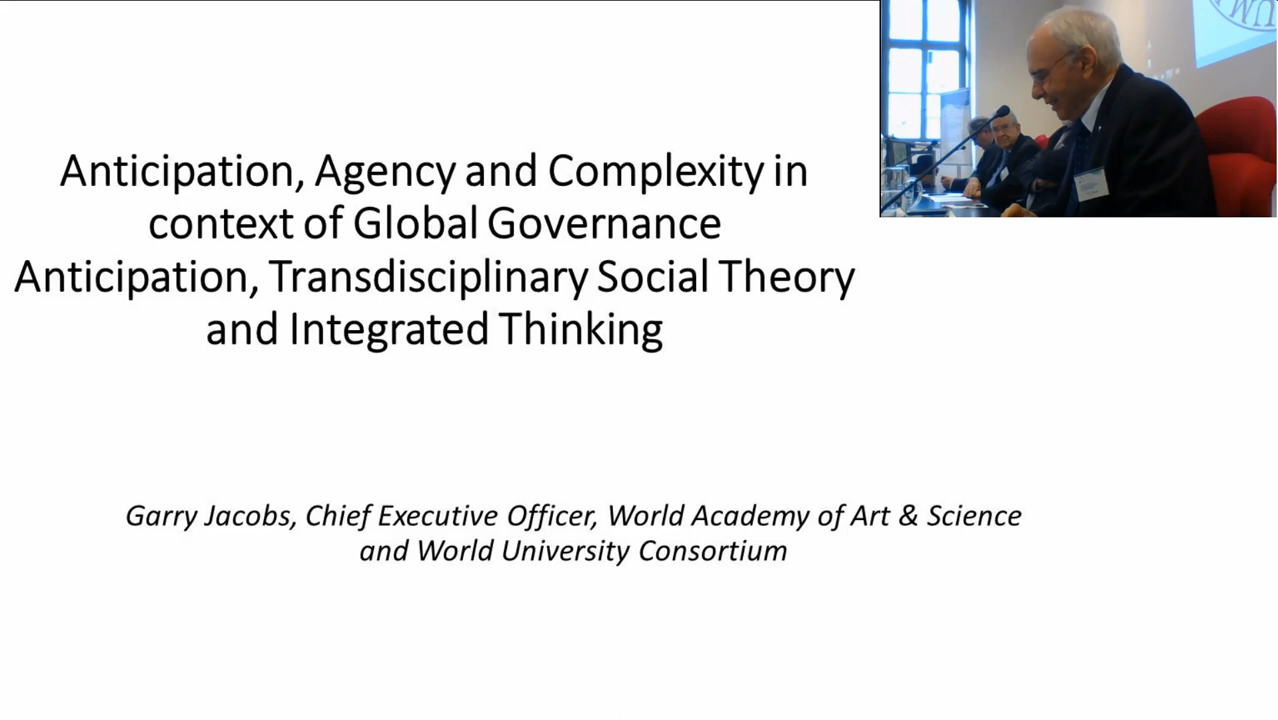 Anticipation, Agency and Complexity in
context of Global Governance
Anticipation, Transdisciplinary Social Theory
and Integrated Thinking
Garry Jacobs, Chief Executive Officer, World Academy of Art & Science
and World University Consortium